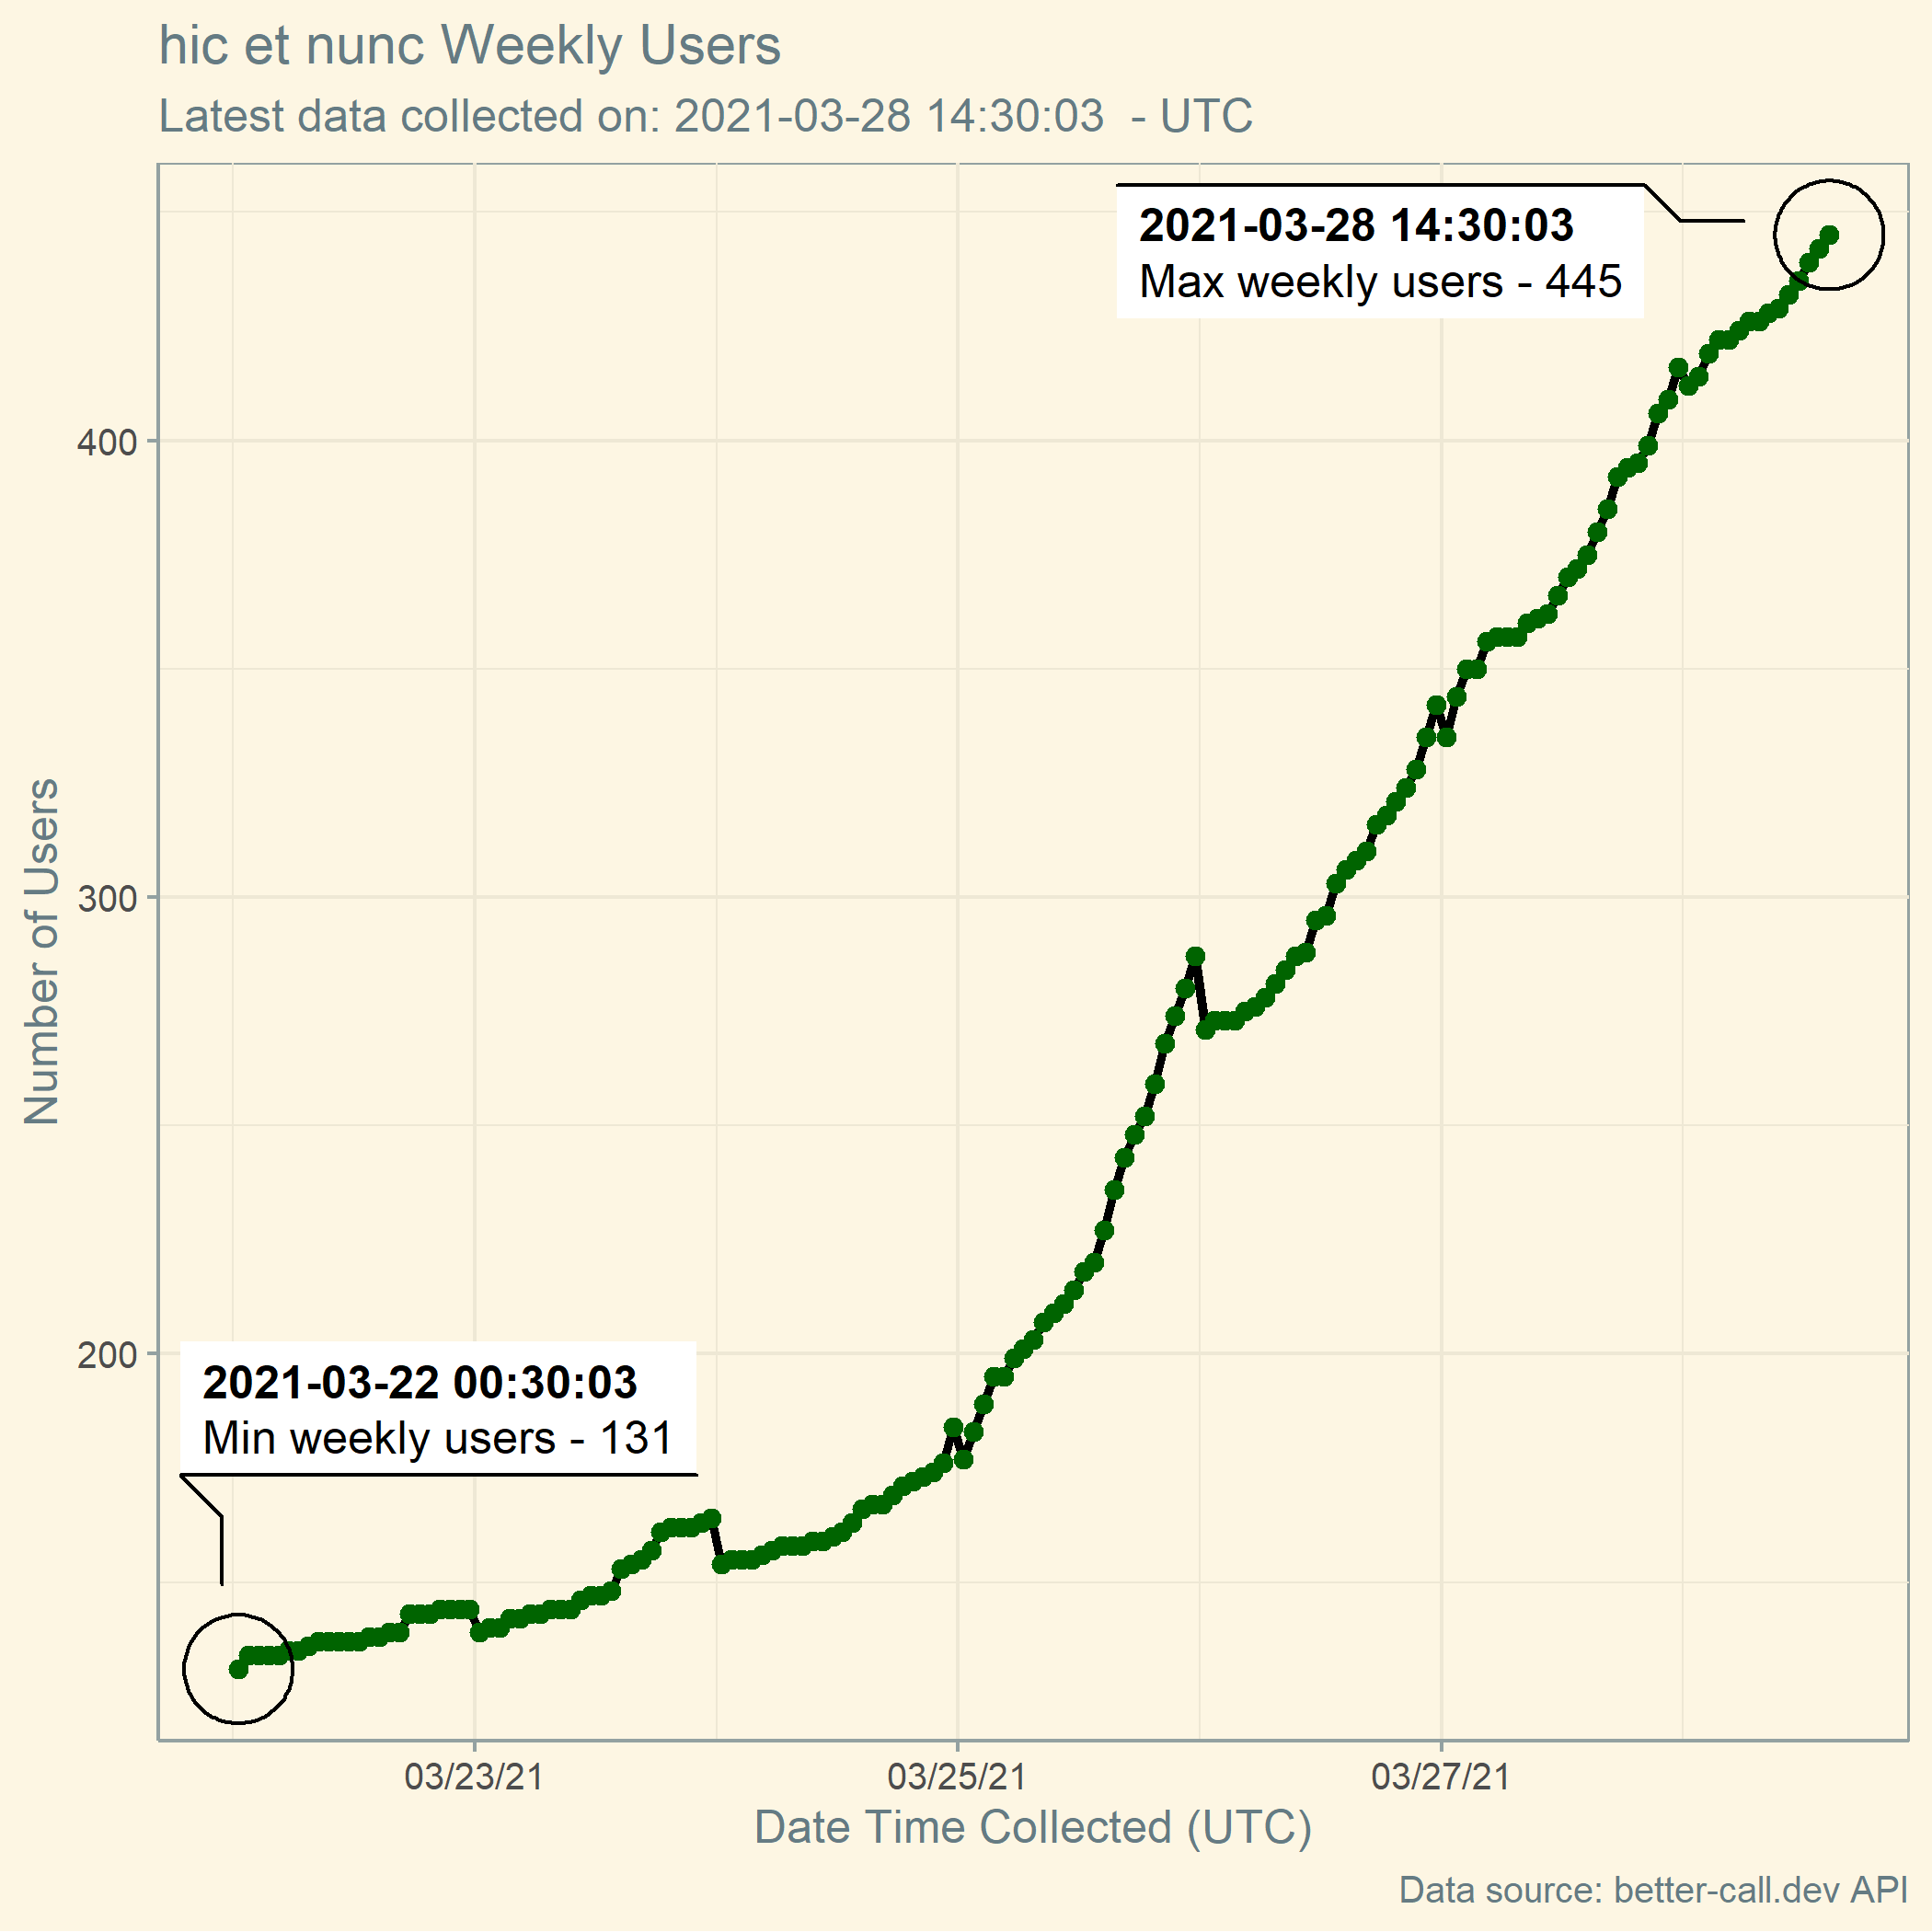 hic et nunc Weekly Users
Latest data collected on: 2021-03-28 14:30:03  - UTC
2021-03-28 14:30:03
Max weekly users - 445
400
300
200
Number of Users
2021-03-22 00:30:03
Min weekly users - 131
03/23/21
03/25/21
03/27/21
Date Time Collected (UTC)
Data source: better-call.dev API